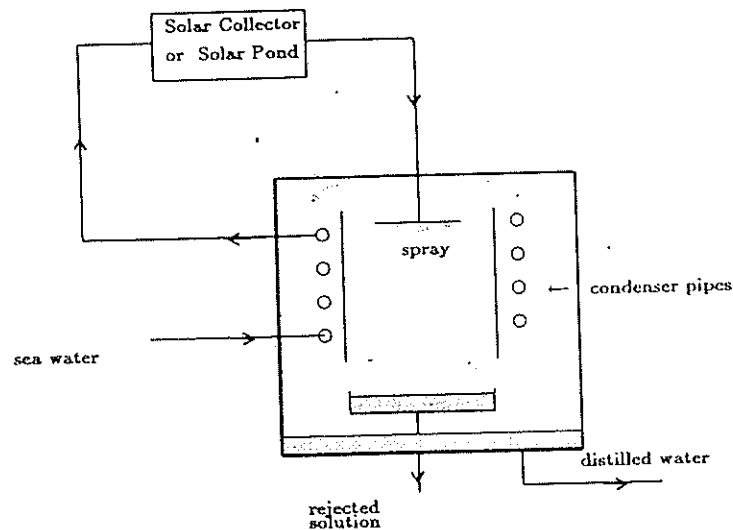 Solar Collector
or Solar Pond
spray
condenser pipes
sea water
distilled water
rejected
solution